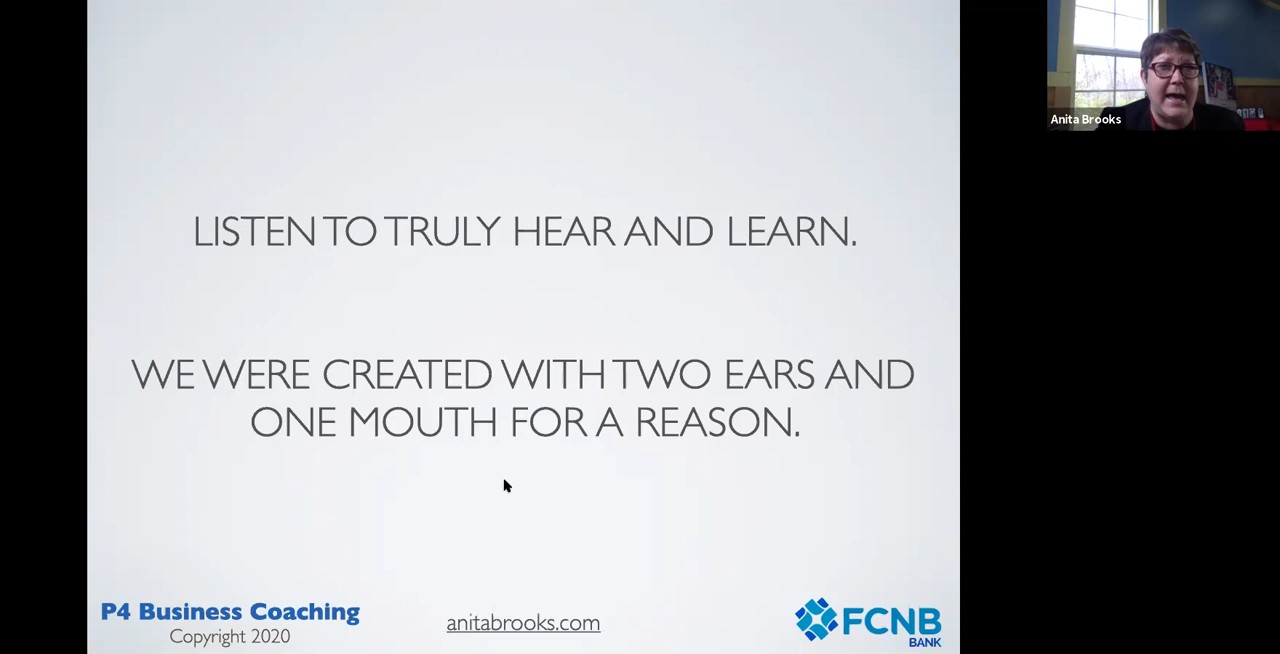 LISTEN TO TRULY HEAR AND LEARN.
WE WERE CREATED WITH TWO EARS AND
ONE MOUTH FOR A REASON.
P4 Business Coaching
Copyright 2020
anitabrooks.com
FCNB
BANK
Anita Brooks